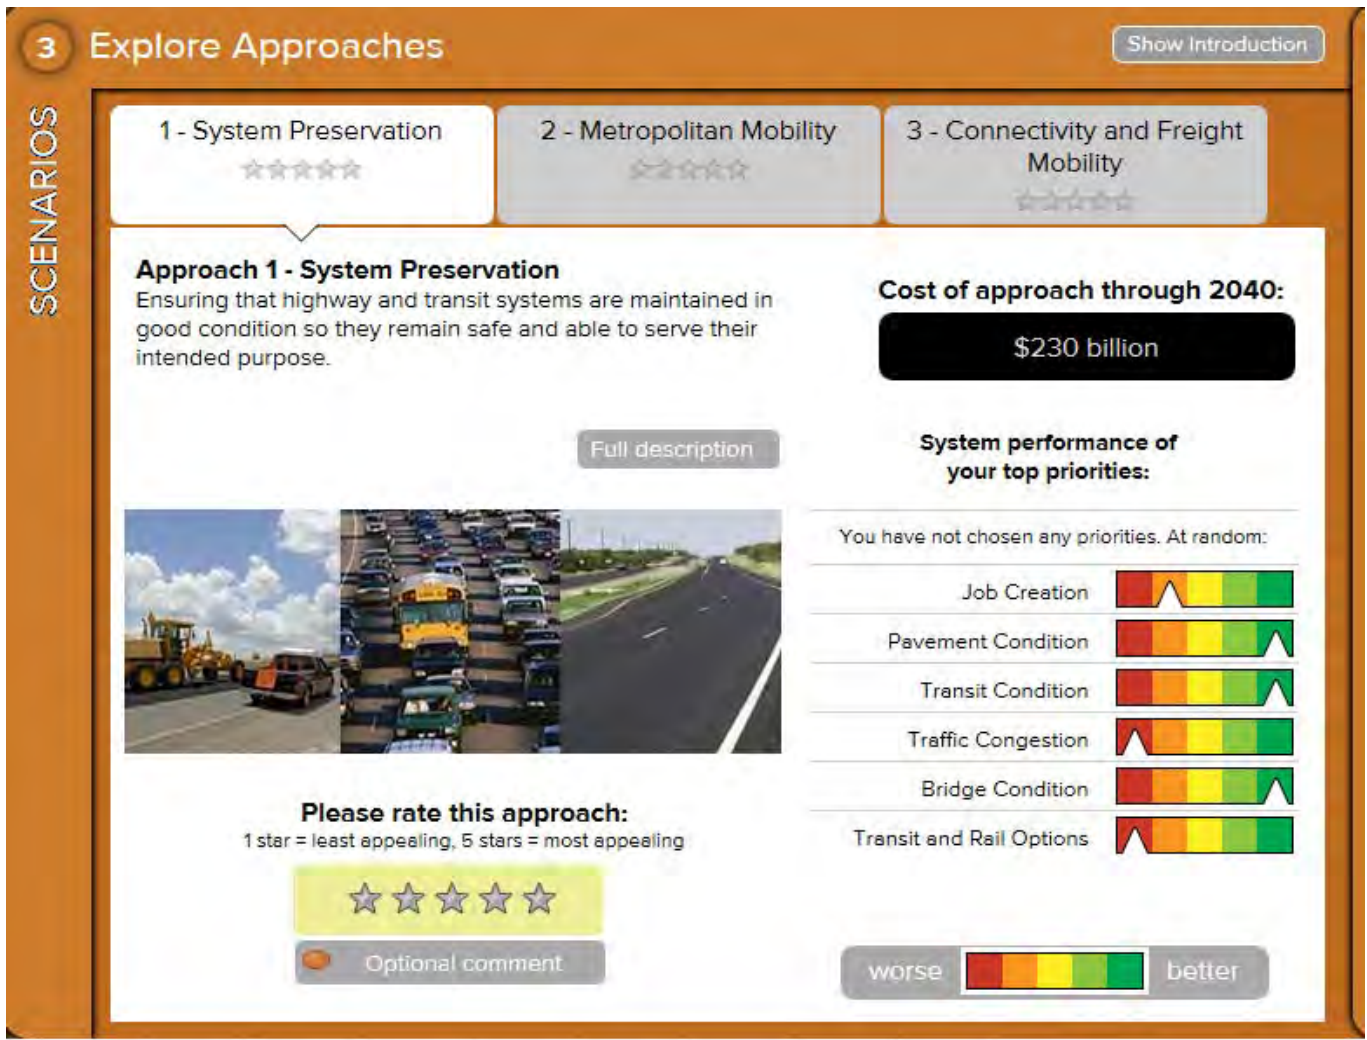 3 Explore Approaches
Show Introduction
SCENARIOS
1 - System Preservation
2 - Metropolitan Mobility
3 - Connectivity and Freight
Mobility
Approach 1 - System Preservation
Ensuring that highway and transit systems are maintained in
good condition so they remain safe and able to serve their
intended purpose.
Full description
Please rate this approach:
1 star = least appealing, 5 stars = most appealing
Optional comment
Cost of approach through 2040:
$230 billion
System performance of
your top priorities:
You have not chosen any priorities. At random:
Job Creation
Pavement Condition
Transit Condition
Traffic Congestion
Bridge Condition
Transit and Rail Options
worse better